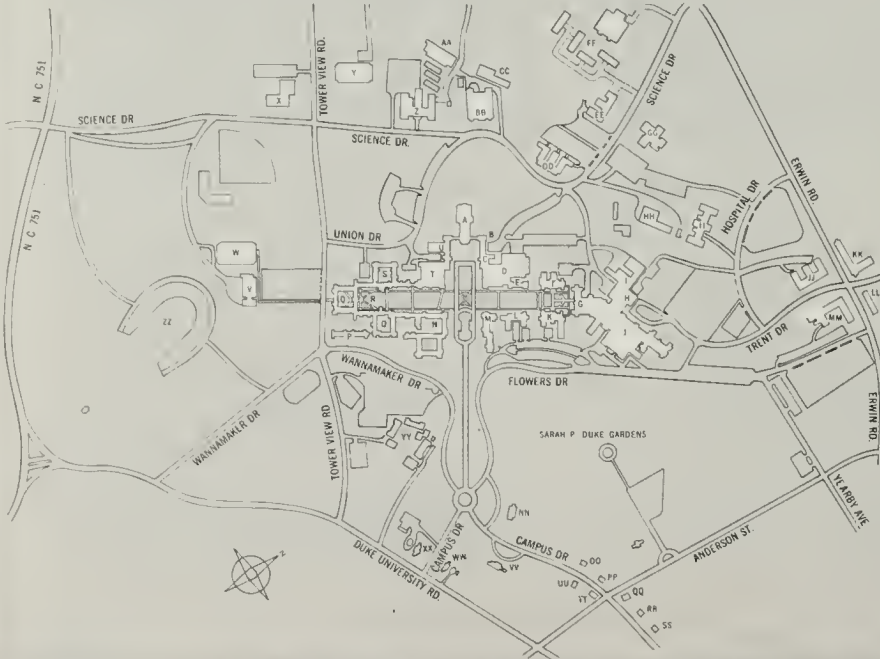 N C 751
TOWER VIEW RD.
Y
AA
CC
FF
SCIENCE DR
X
Z
BB
EE
GG
SCIENCE DR
SCIENCE DR.
DD
ERWIN RD.
N C 751
HOSPITAL DR
HH
II
A
B
UNION DR
W
KK
C
S
T
D
JJ
V
E
F
LL
Q
R
G
H
ZZ
MM
O
N
M
L
K
J
TRENT DR
P
WANNAMAKER DR
FLOWERS DR
ERWIN RD.
WANNAMAKER DR
TOWER VIEW RD
YY
SARAH P DUKE GARDENS
YEARBY AVE
NN
CAMPUS DR
ANDERSON ST.
XX
CAMPUS DR
WW
VV
OO
DUKE UNIVERSITY RD.
UU
PP
TT
QQ
RR
SS